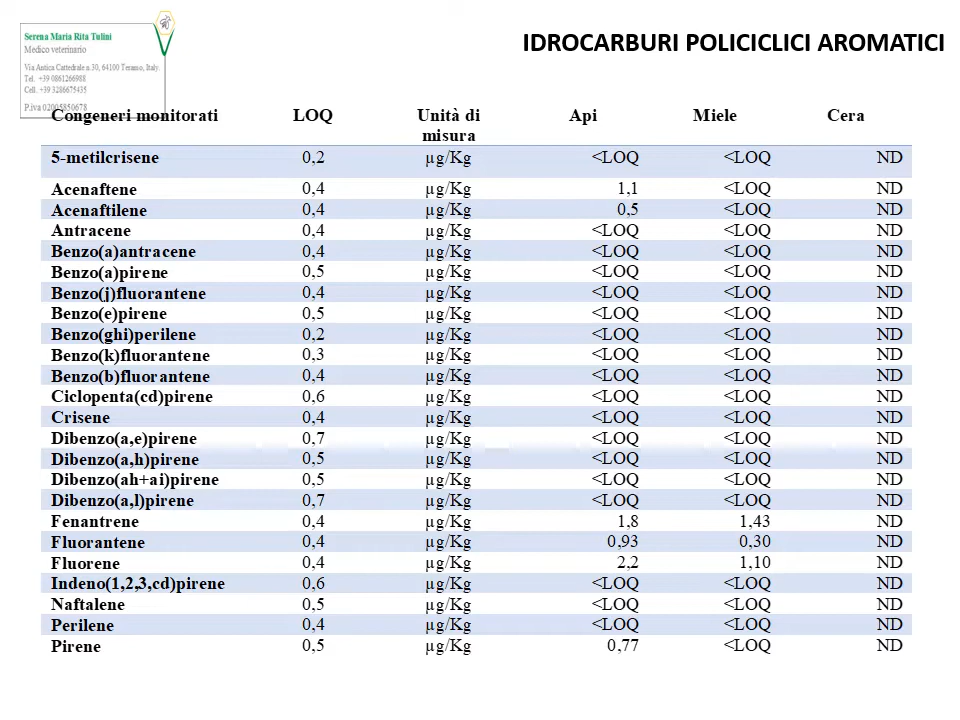 Serena Maria Rita Tulini
Medico veterinario
Via Antica Cattedrale n.30, 64100 Teramo, Italy.
Tel. +39 0861266988
Cell. +39 3286675435
P.iva 02005850678
IDROCARBURI POLICICLICI AROMATICI
Congeneri monitorati LOQ Unità di misura Api Miele Cera
5-metilcrisene 0,2 µg/Kg <LOQ <LOQ ND
Acenaftene 0,4 µg/Kg 1,1 <LOQ ND
Acenaftilene 0,4 µg/Kg 0,5 <LOQ ND
Antracene 0,4 µg/Kg <LOQ <LOQ ND
Benzo(a)antracene 0,4 µg/Kg <LOQ <LOQ ND
Benzo(a)pirene 0,5 µg/Kg <LOQ <LOQ ND
Benzo(j)fluorantene 0,4 µg/Kg <LOQ <LOQ ND
Benzo(e)pirene 0,5 µg/Kg <LOQ <LOQ ND
Benzo(ghi)perilene 0,2 µg/Kg <LOQ <LOQ ND
Benzo(k)fluorantene 0,3 µg/Kg <LOQ <LOQ ND
Benzo(b)fluorantene 0,4 µg/Kg <LOQ <LOQ ND
Ciclopenta(cd)pirene 0,6 µg/Kg <LOQ <LOQ ND
Crisene 0,4 µg/Kg <LOQ <LOQ ND
Dibenzo(a,e)pirene 0,7 µg/Kg <LOQ <LOQ ND
Dibenzo(a,h)pirene 0,5 µg/Kg <LOQ <LOQ ND
Dibenzo(ah+ai)pirene 0,5 µg/Kg <LOQ <LOQ ND
Dibenzo(a,l)pirene 0,7 µg/Kg <LOQ <LOQ ND
Fenantrene 0,4 µg/Kg 1,8 1,43 ND
Fluorantene 0,4 µg/Kg 0,93 0,30 ND
Fluorene 0,4 µg/Kg 2,2 1,10 ND
Indeno(1,2,3,cd)pirene 0,6 µg/Kg <LOQ <LOQ ND
Naftalene 0,5 µg/Kg <LOQ <LOQ ND
Perilene 0,4 µg/Kg <LOQ <LOQ ND
Pirene 0,5 µg/Kg 0,77 <LOQ ND